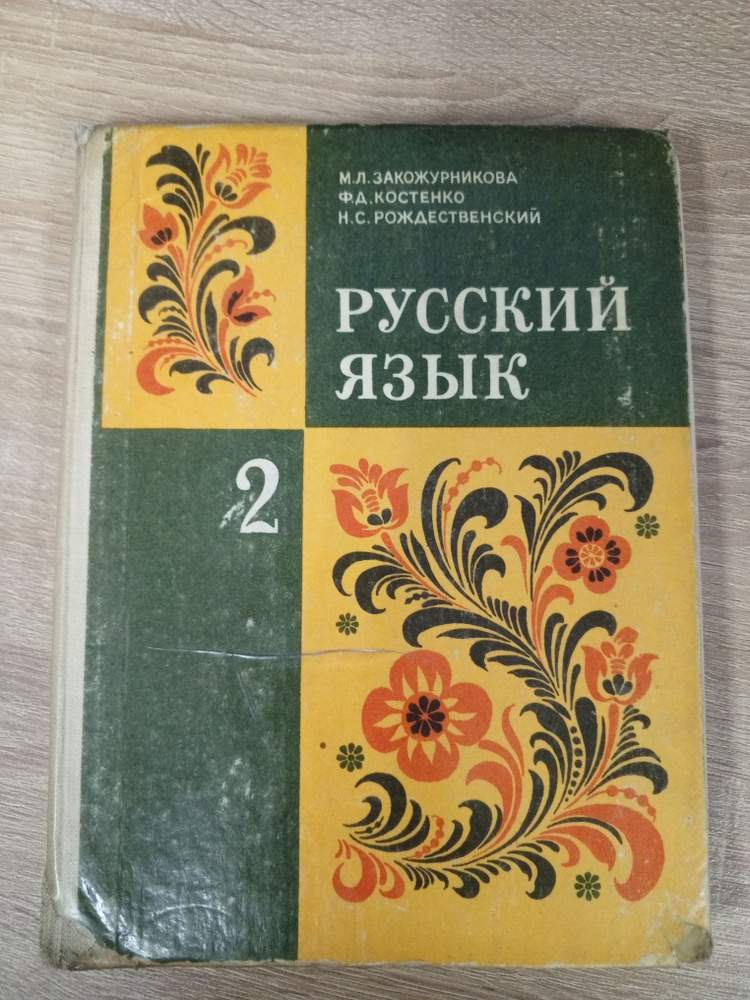 М.Л. ЗАКОЖУРНИКОВА
Ф.Д. КОСТЕНКО
Н.С. РОЖДЕСТВЕНСКИЙ
РУССКИЙ
ЯЗЫК
2